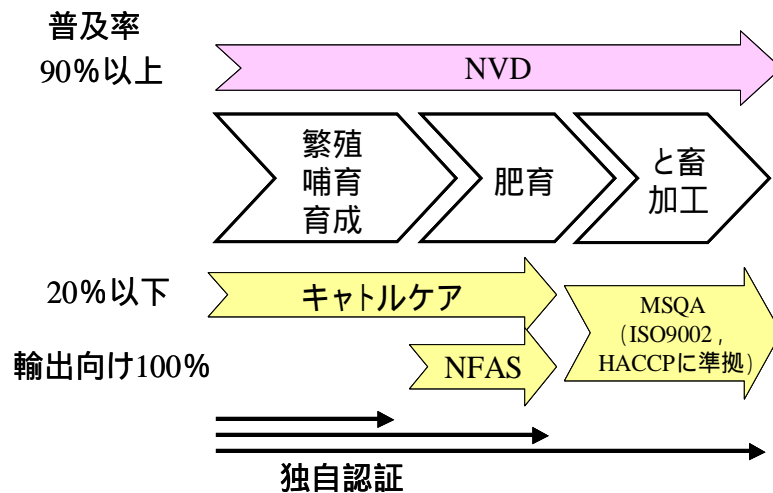 普及率
90%以上
NVD
繁殖
哺育
育成
肥育
と畜
加工
20%以下
キャトルケア
MSQA
(ISO9002,
HACCPに準拠)
輸出向け100%
NFAS
独自認証